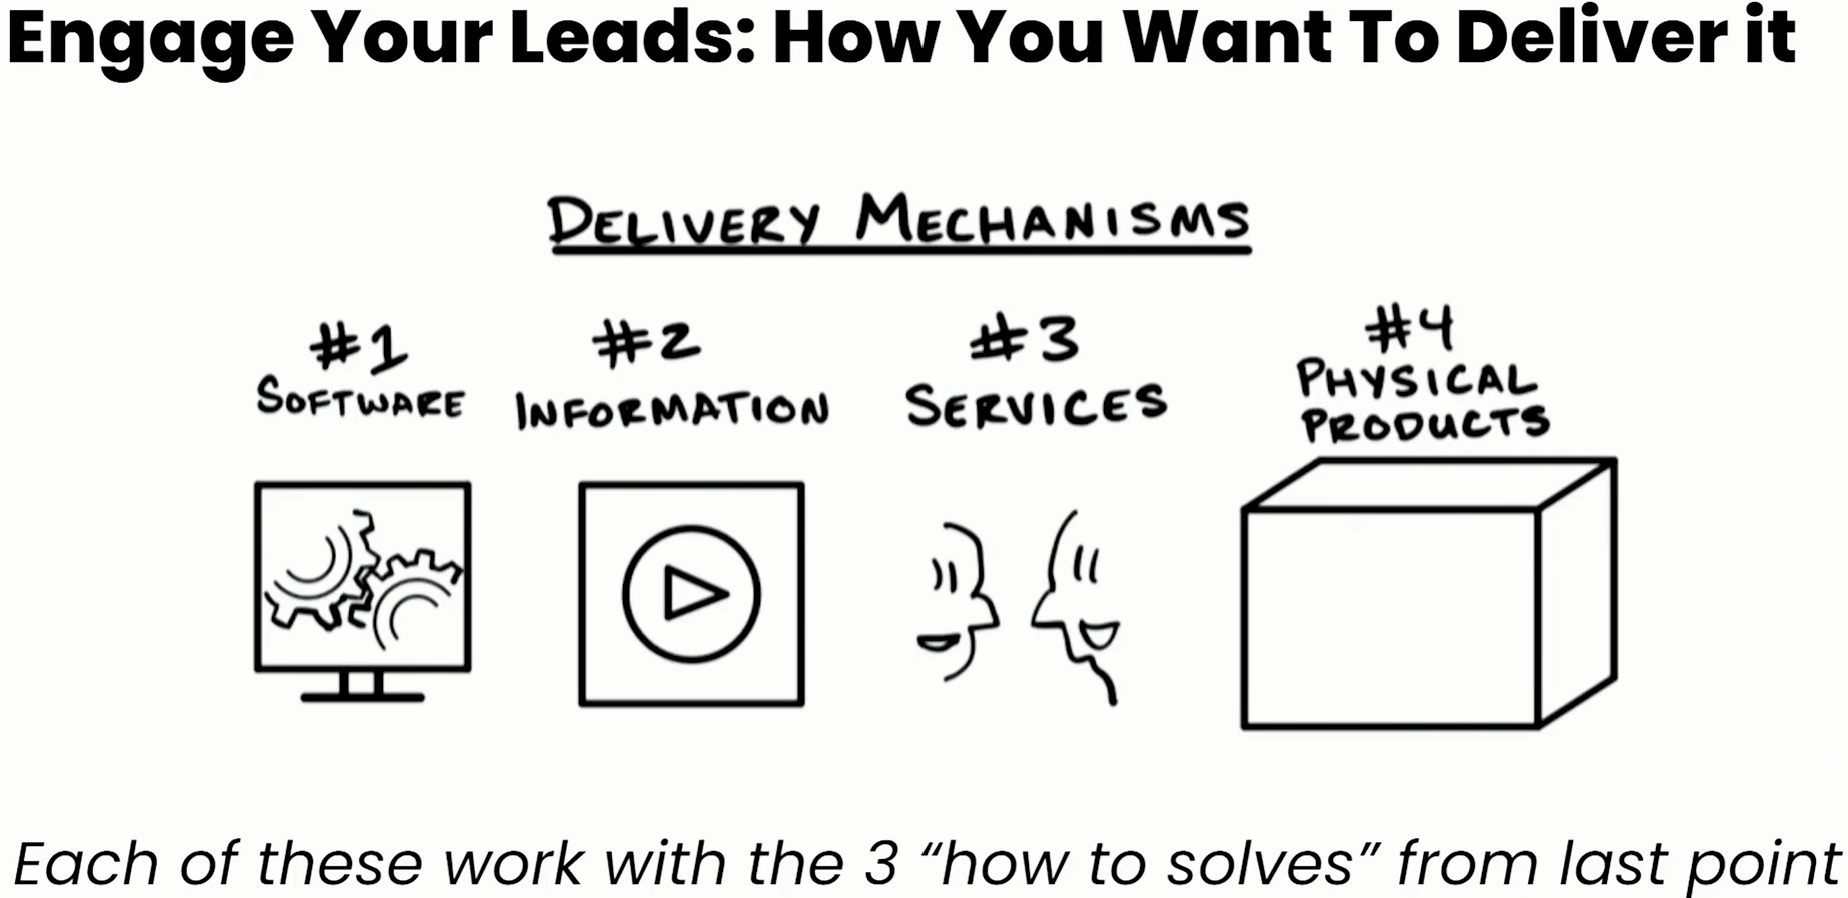 Engage Your Leads: How You Want To Deliver it
DELIVERY MECHANISMS
#1
SOFTWARE
#2
INFORMATION
#3
SERVICES
#4
PHYSICAL
PRODUCTS
Each of these work with the 3 “how to solves” from last point